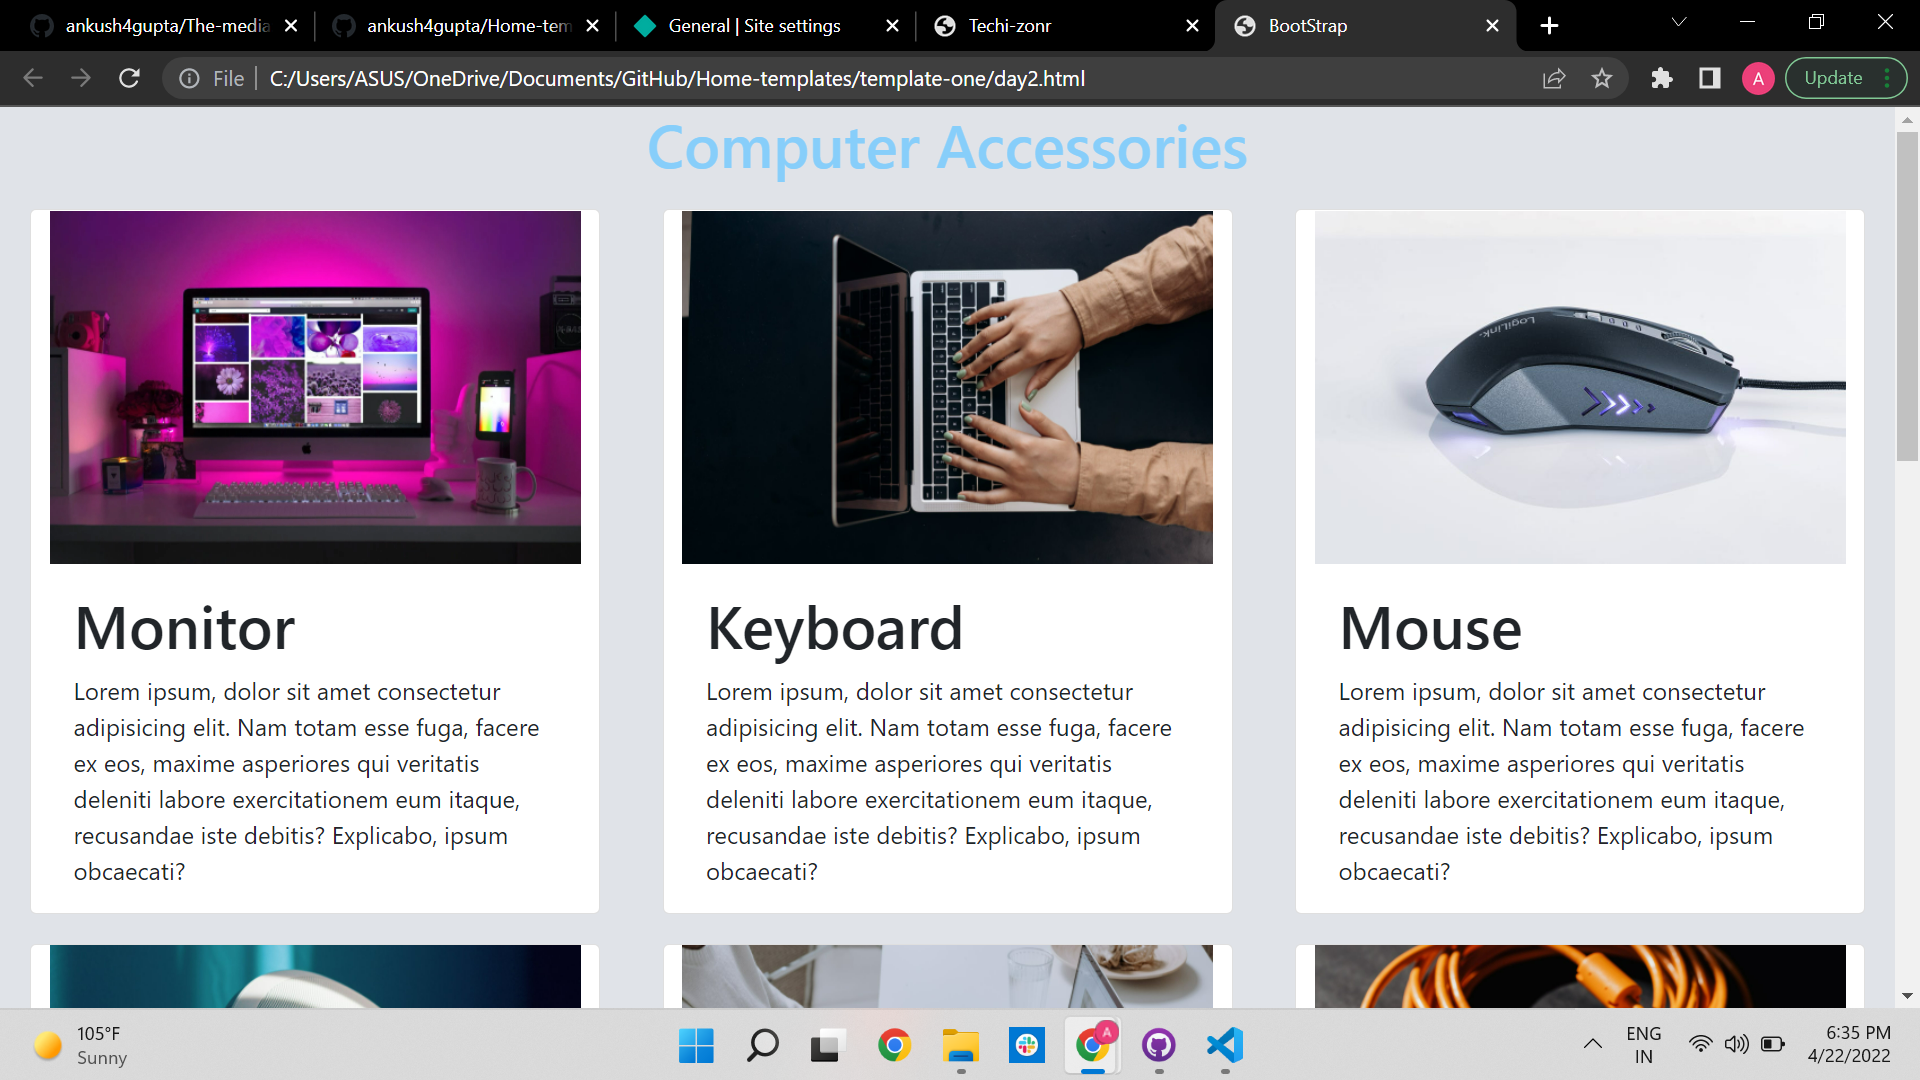 ankush4gupta/The-media
ankush4gupta/Home-tem
General | Site settings
Techi-zonr
BootStrap
File
C:/Users/ASUS/OneDrive/Documents/GitHub/Home-templates/template-one/day2.html
A
Update
Computer Accessories
LogiLink
Monitor
Lorem ipsum, dolor sit amet consectetur
adipisicing elit. Nam totam esse fuga, facere
ex eos, maxime asperiores qui veritatis
deleniti labore exercitationem eum itaque,
recusandae iste debitis? Explicabo, ipsum
obcaecati?
Keyboard
Lorem ipsum, dolor sit amet consectetur
adipisicing elit. Nam totam esse fuga, facere
ex eos, maxime asperiores qui veritatis
deleniti labore exercitationem eum itaque,
recusandae iste debitis? Explicabo, ipsum
obcaecati?
Mouse
Lorem ipsum, dolor sit amet consectetur
adipisicing elit. Nam totam esse fuga, facere
ex eos, maxime asperiores qui veritatis
deleniti labore exercitationem eum itaque,
recusandae iste debitis? Explicabo, ipsum
obcaecati?
105°F
Sunny
A
ENG
IN
6:35 PM
4/22/2022